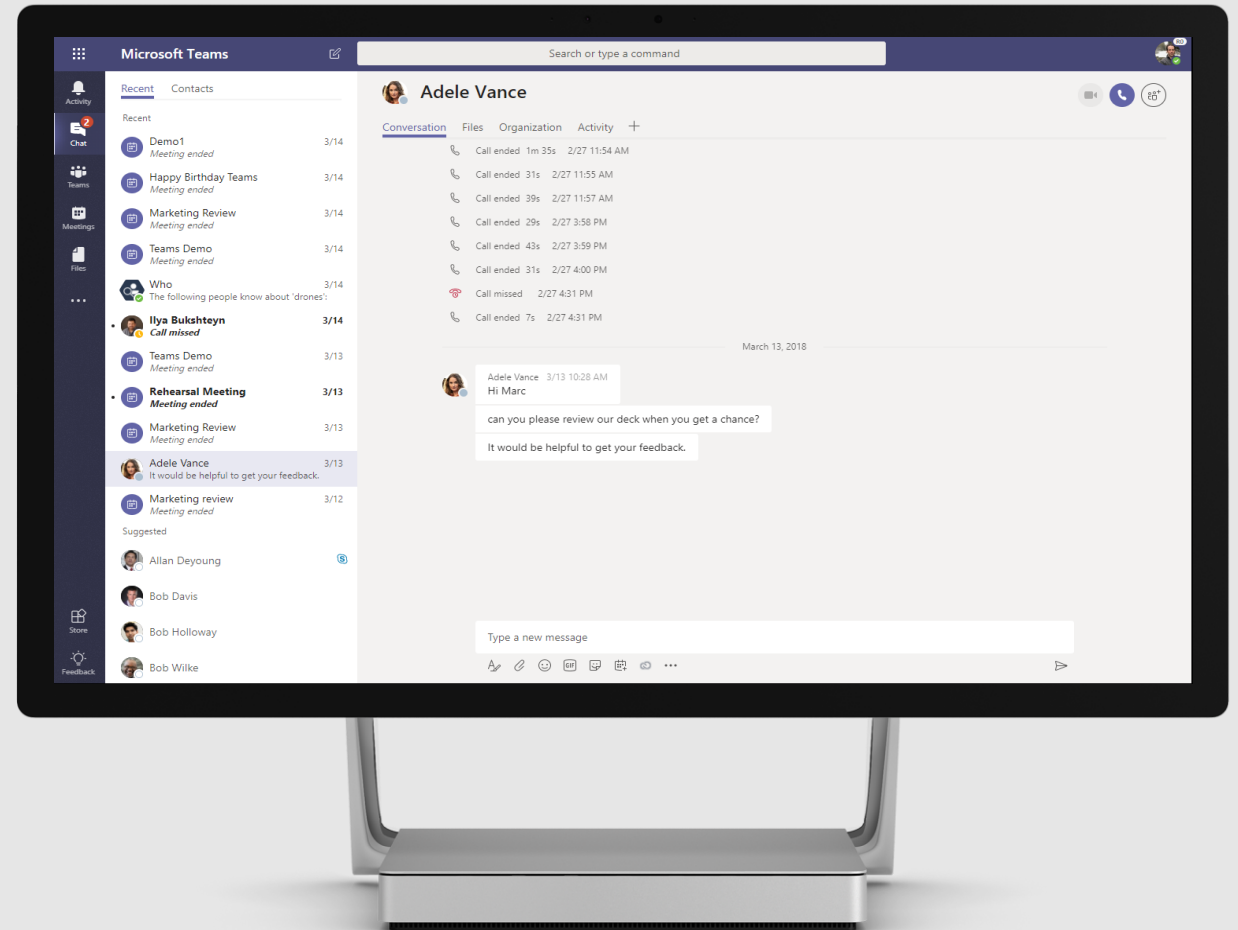 Microsoft Teams
Search or type a command
RO
Activity
2
Chat
Teams
Meetings
Files
Store
Feedback
Recent Contacts
Recent
Demo1 3/14
Meeting ended
Happy Birthday Teams 3/14
Meeting ended
Marketing Review 3/14
Meeting ended
Teams Demo 3/14
Meeting ended
Who 3/14
The following people know about 'drones':
Ilya Bukshteyn 3/14
Call missed
Teams Demo 3/13
Meeting ended
Rehearsal Meeting 3/13
Meeting ended
Marketing Review 3/13
Meeting ended
Adele Vance 3/13
It would be helpful to get your feedback.
Marketing review 3/12
Meeting ended
Suggested
Allan Deyoung
Bob Davis
Bob Holloway
Bob Wilke
Adele Vance
Conversation Files Organization Activity
Call ended 1m 35s 2/27 11:54 AM
Call ended 31s 2/27 11:55 AM
Call ended 39s 2/27 11:57 AM
Call ended 29s 2/27 3:58 PM
Call ended 43s 2/27 3:59 PM
Call ended 31s 2/27 4:00 PM
Call missed 2/27 4:31 PM
Call ended 7s 2/27 4:31 PM
March 13, 2018
Adele Vance 3/13 10:28 AM
Hi Marc
can you please review our deck when you get a chance?
It would be helpful to get your feedback.
Type a new message
GIF